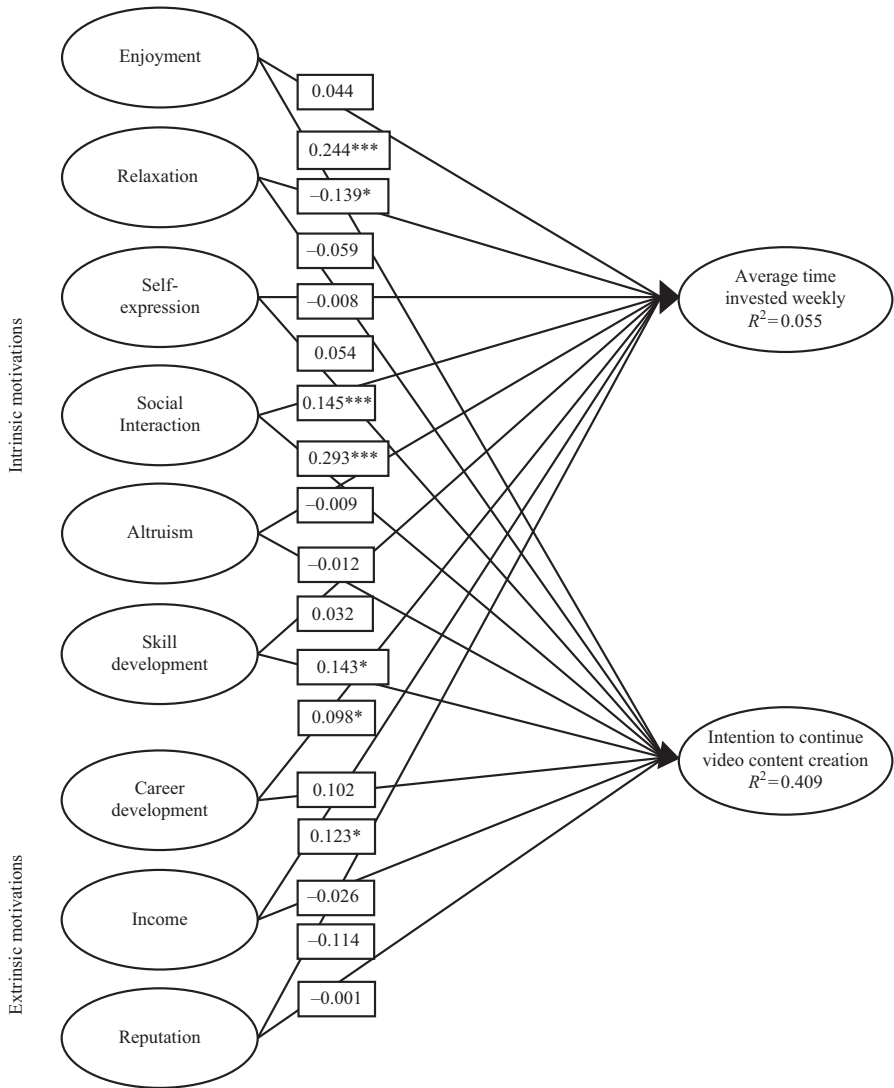 Enjoyment
Relaxation
Self-
expression
Social
Interaction
Altruism
Skill
development
Career
development
Income
Reputation
Intrinsic motivations
Extrinsic motivations
0.044
0.244***
–0.139*
–0.059
–0.008
0.054
0.145***
0.293***
–0.009
–0.012
0.032
0.143*
0.098*
0.102
0.123*
–0.026
–0.114
–0.001
Average time
invested weekly
R²=0.055
Intention to continue
video content creation
R²=0.409